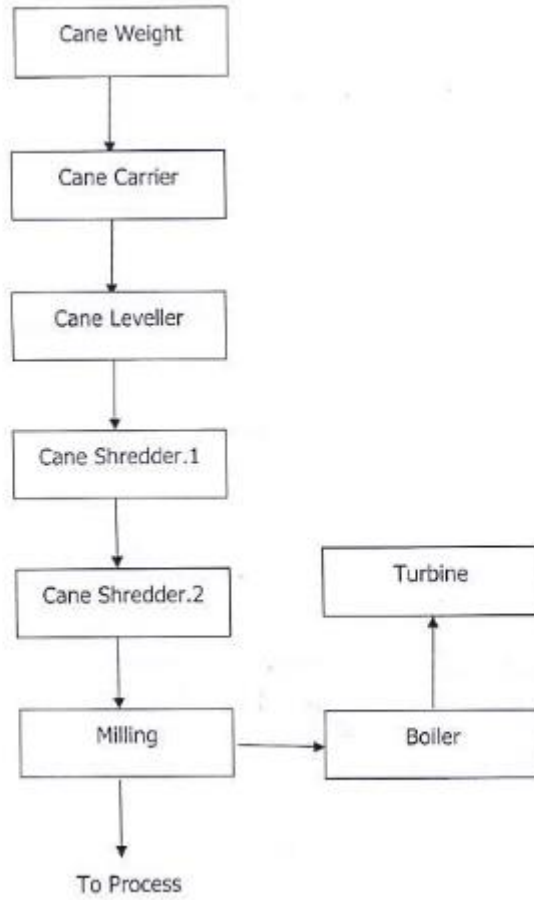 Cane Weight
Cane Carrier
Cane Leveller
Cane Shredder.1
Cane Shredder.2
Turbine
Milling
Boiler
To Process